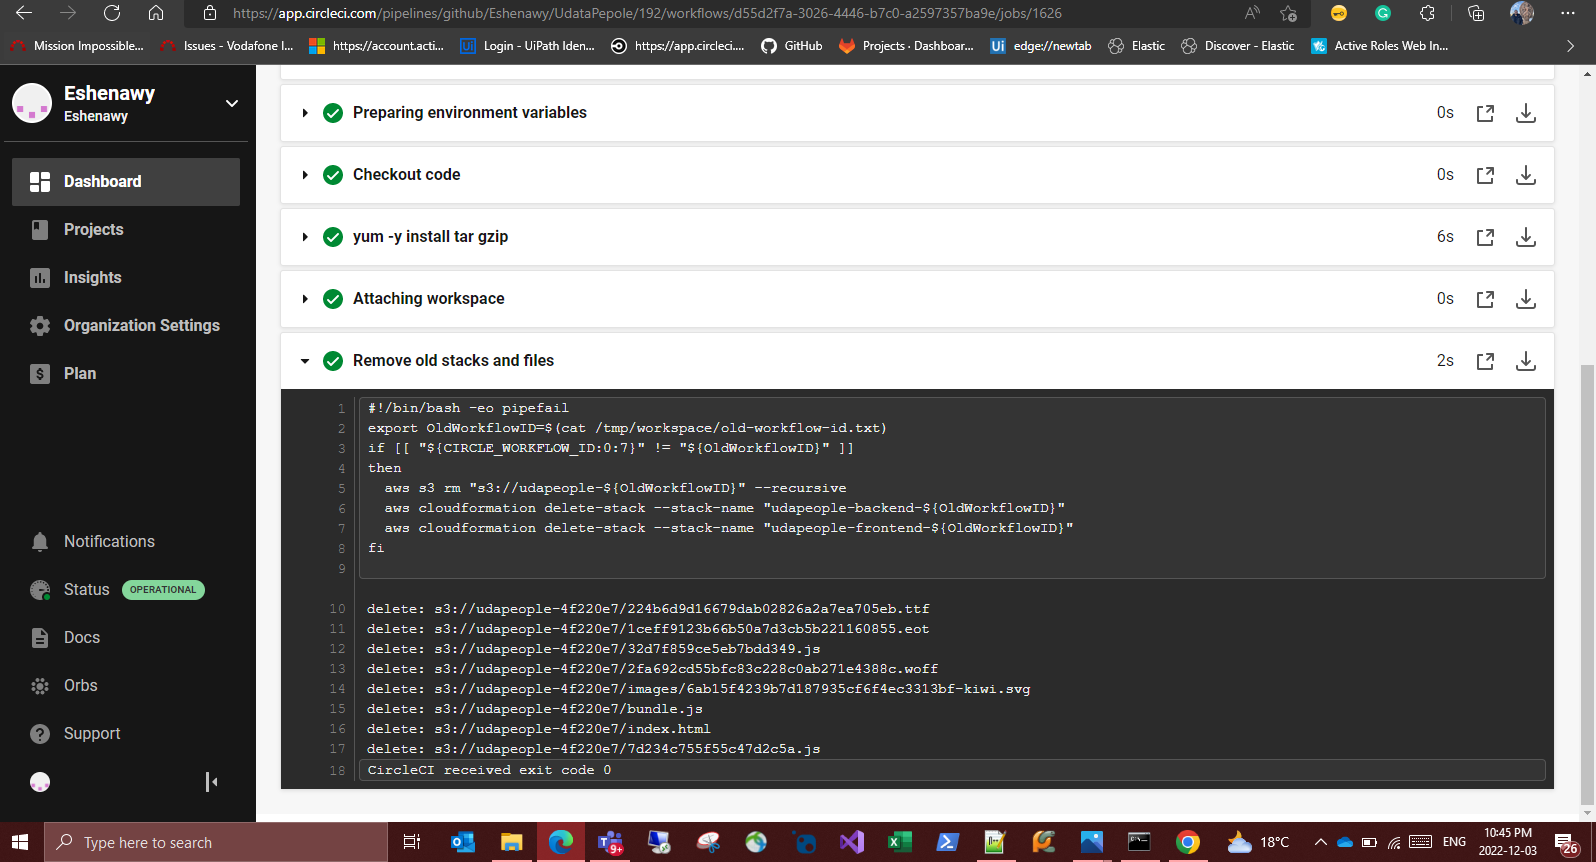 https://app.circleci.com/pipelines/github/Eshenawy/UdataPepole/192/workflows/d55d2f7a-3026-4446-b7c0-a2597357ba9e/jobs/1626
Mission Impossible... Issues - Vodafone I... https://account.acti... Login - UiPath Iden... https://app.circleci.... GitHub Projects · Dashboar... edge://newtab Elastic Discover - Elastic Active Roles Web In...
Eshenawy
Eshenawy
Dashboard
Projects
Insights
Organization Settings
Plan
Notifications
Status OPERATIONAL
Docs
Orbs
Support
Preparing environment variables 0s
Checkout code 0s
yum -y install tar gzip 6s
Attaching workspace 0s
Remove old stacks and files 2s
1 #!/bin/bash -eo pipefail
2 export OldWorkflowID=$(cat /tmp/workspace/old-workflow-id.txt)
3 if [[ "${CIRCLE_WORKFLOW_ID:0:7}" != "${OldWorkflowID}" ]]
4 then
5 aws s3 rm "s3://udapeople-${OldWorkflowID}" --recursive
6 aws cloudformation delete-stack --stack-name "udapeople-backend-${OldWorkflowID}"
7 aws cloudformation delete-stack --stack-name "udapeople-frontend-${OldWorkflowID}"
8 fi
9
10 delete: s3://udapeople-4f220e7/224b6d9d16679dab02826a2a7ea705eb.ttf
11 delete: s3://udapeople-4f220e7/1ceff9123b66b50a7d3cb5b221160855.eot
12 delete: s3://udapeople-4f220e7/32d7f859ce5eb7bdd349.js
13 delete: s3://udapeople-4f220e7/2fa692cd55bfc83c228c0ab271e4388c.woff
14 delete: s3://udapeople-4f220e7/images/6ab15f4239b7d187935cf6f4ec3313bf-kiwi.svg
15 delete: s3://udapeople-4f220e7/bundle.js
16 delete: s3://udapeople-4f220e7/index.html
17 delete: s3://udapeople-4f220e7/7d234c755f55c47d2c5a.js
18 CircleCI received exit code 0
Type here to search 9+ 18°C ENG 10:45 PM 26
2022-12-03